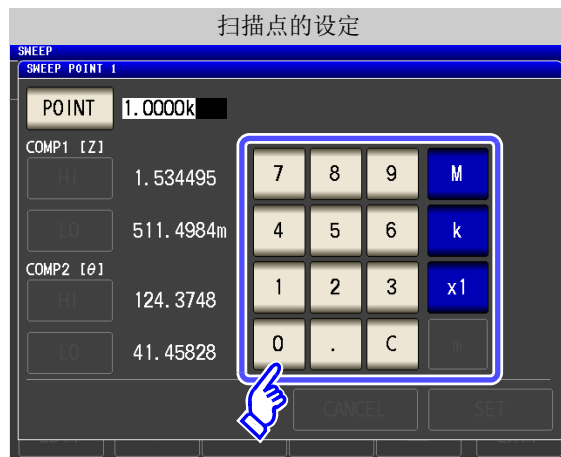 扫描点的设定
SWEEP
SWEEP POINT 1
POINT 1.0000k
COMP1 [Z]
HI 1.534495
7 8 9 M
LO 511.4984m
4 5 6 k
COMP2 [θ]
HI 124.3748
1 2 3 x1
LO 41.45828
0 . C m
CANCEL SET